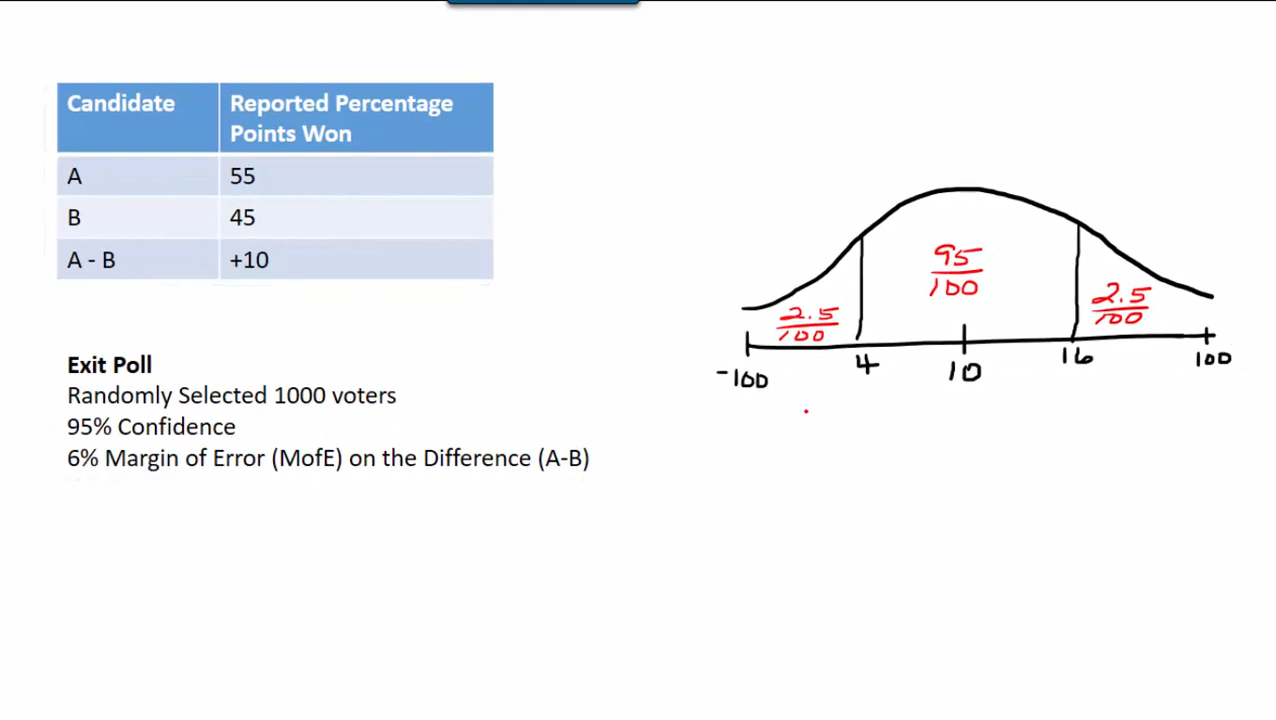 Candidate Reported Percentage
Points Won
A 55
B 45
A - B +10
Exit Poll
Randomly Selected 1000 voters
95% Confidence
6% Margin of Error (MofE) on the Difference (A-B)
95
100
2.5
100
2.5
100
-100 4 10 16 100